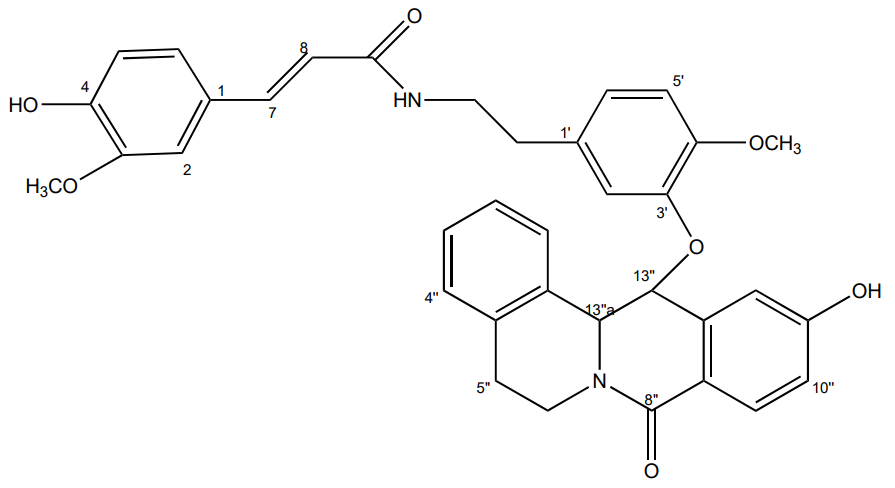 O
8
4
1
HO
HN
7
5'
2
1'
OCH3
H3CO
3'
O
13"
4"
13"a
OH
N
5"
8"
10"
O